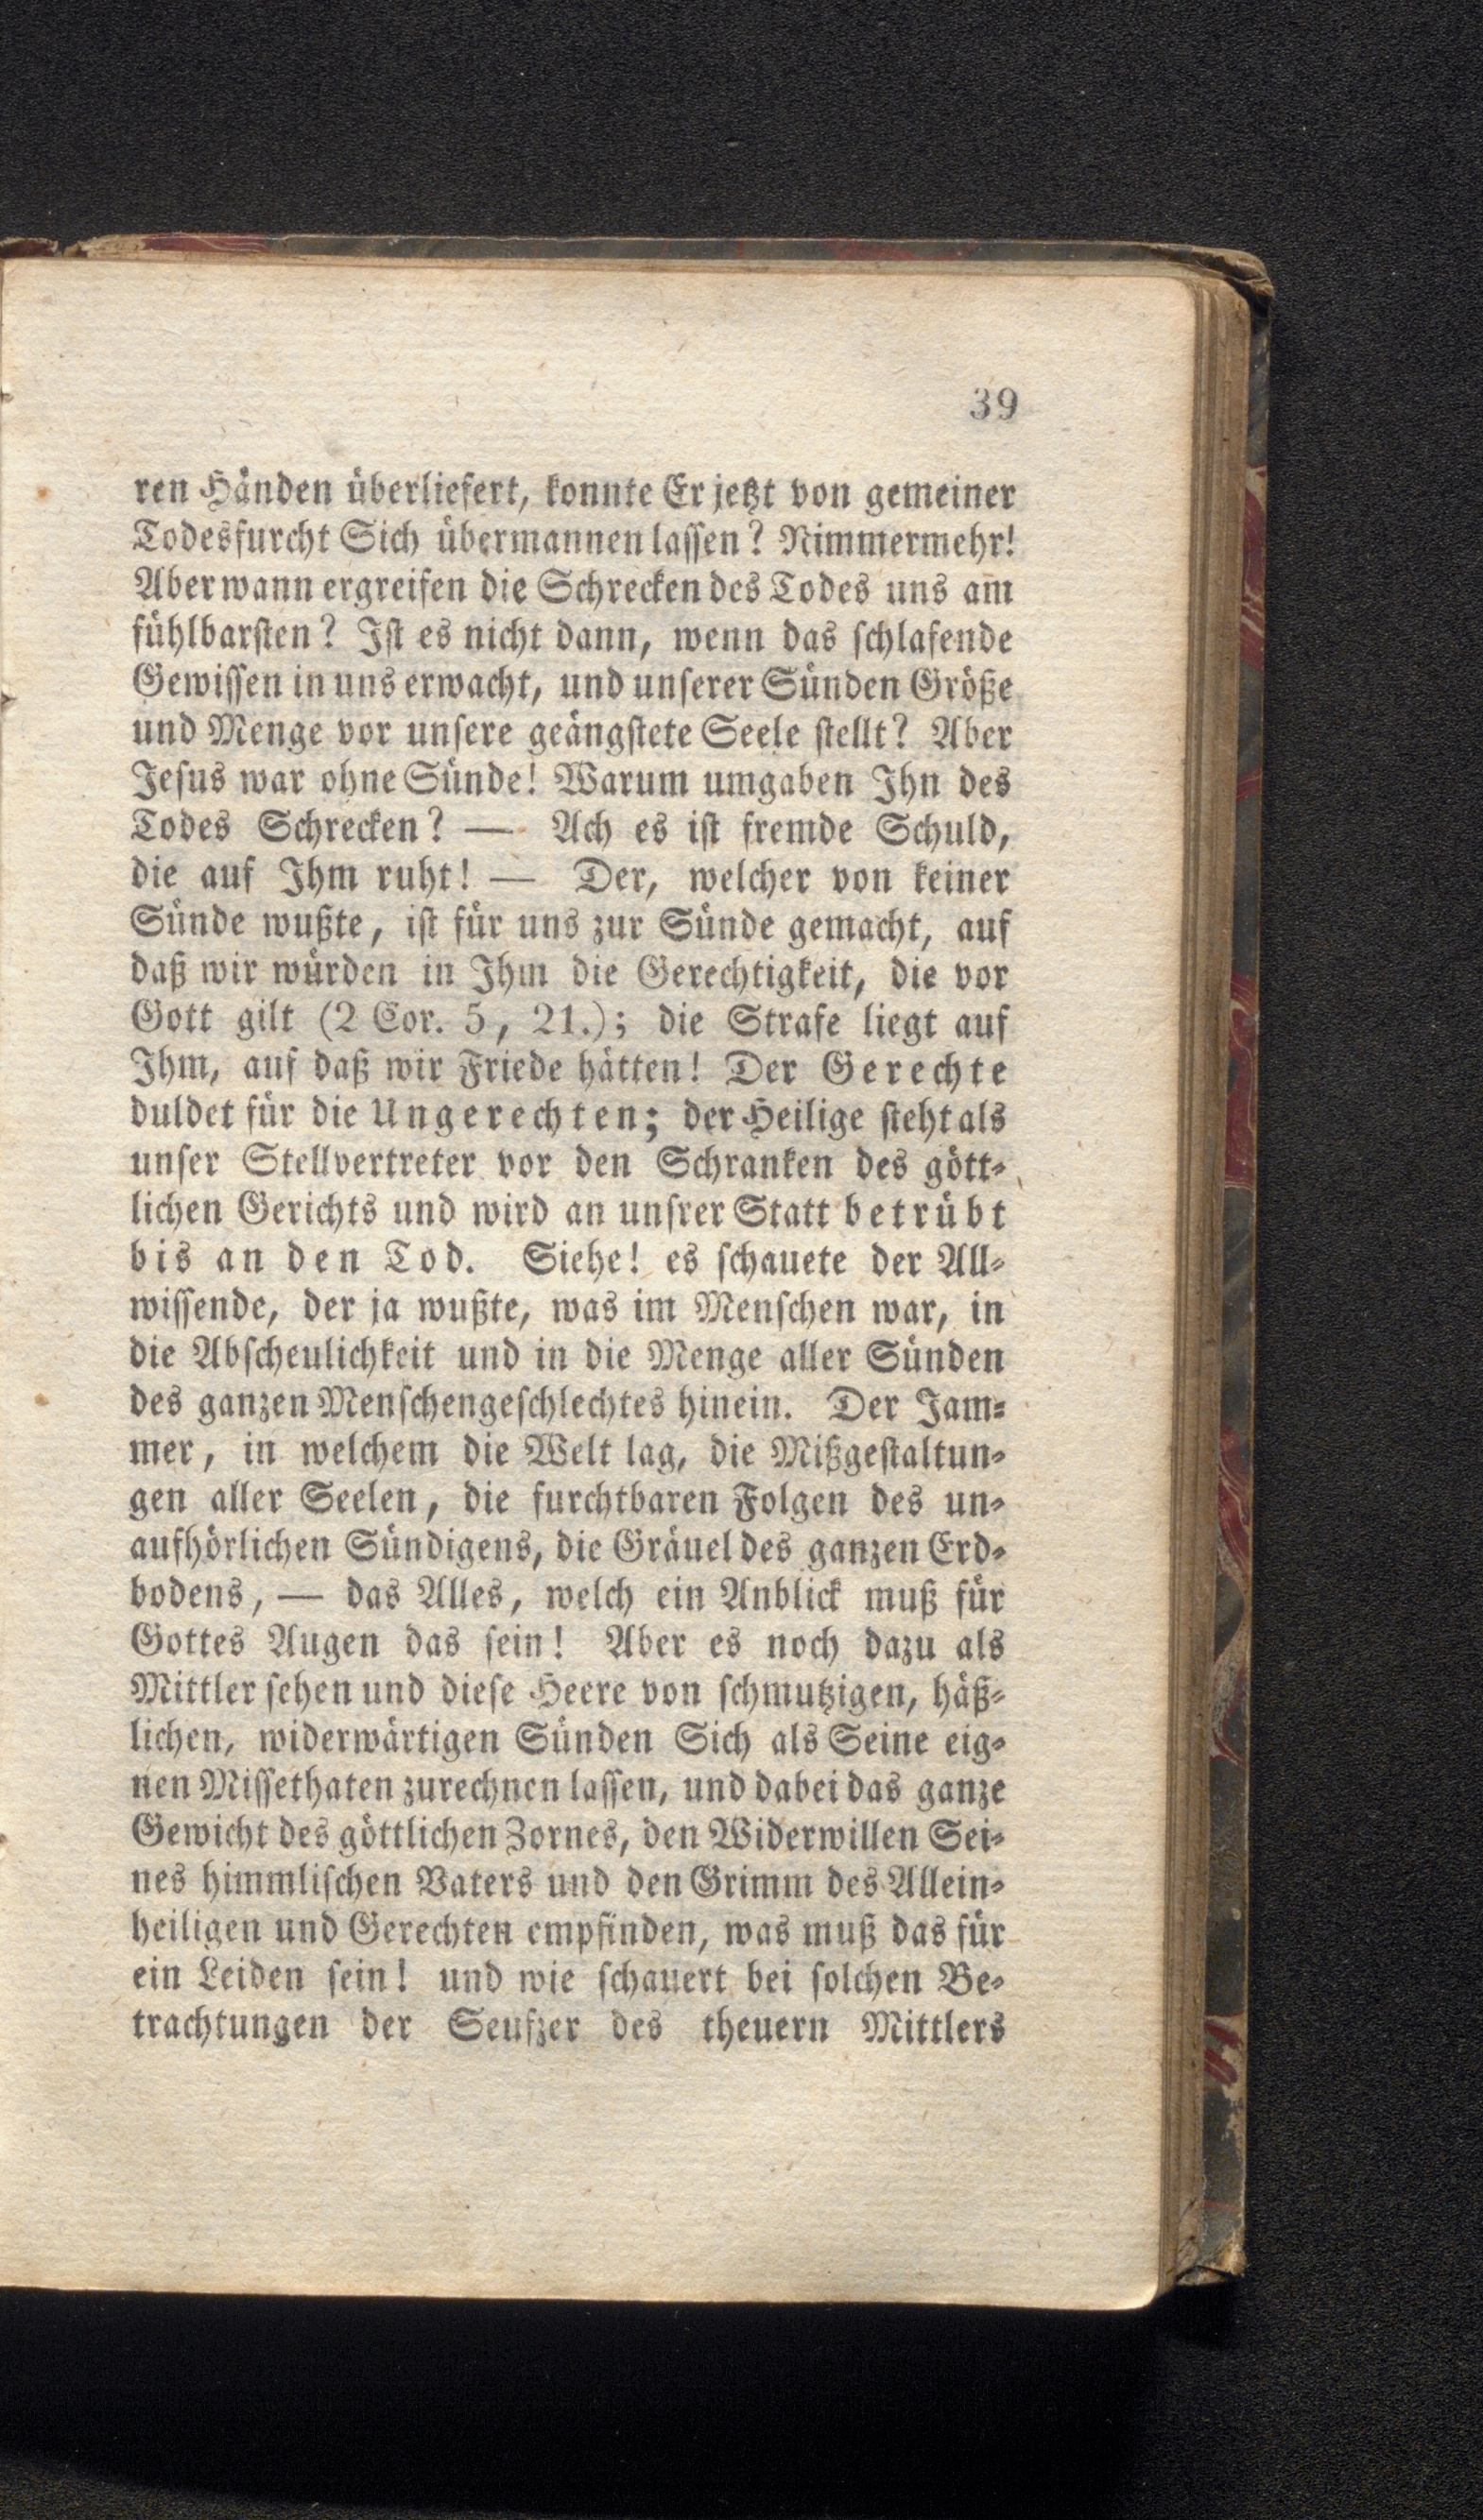 39
ren Händen überliefert, konnte Er jetzt von gemeiner
Todesfurcht Sich übermannen lassen? Nimmermehr!
Aber wann ergreifen die Schrecken des Todes uns am
fühlbarsten? Ist es nicht dann, wenn das schlafende
Gewissen in uns erwacht, und unserer Sünden Größe
und Menge vor unsere geängstete Seele stellt? Aber
Jesus war ohne Sünde! Warum umgaben Ihn des
Todes Schrecken? — Ach es ist fremde Schuld,
die auf Ihm ruht! — Der, welcher von keiner
Sünde wußte, ist für uns zur Sünde gemacht, auf
daß wir würden in Ihm die Gerechtigkeit, die vor
Gott gilt (2 Cor. 5, 21.); die Strafe liegt auf
Ihm, auf daß wir Friede hätten! Der Gerechte
duldet für die Ungerechten; der Heilige steht als
unser Stellvertreter vor den Schranken des gött-
lichen Gerichts und wird an unsrer Statt betrübt
bis an den Tod. Siehe! es schauete der All-
wissende, der ja wußte, was im Menschen war, in
die Abscheulichkeit und in die Menge aller Sünden
des ganzen Menschengeschlechtes hinein. Der Jam-
mer, in welchem die Welt lag, die Mißgestaltun-
gen aller Seelen, die furchtbaren Folgen des un-
aufhörlichen Sündigens, die Gräuel des ganzen Erd-
bodens, — das Alles, welch ein Anblick muß für
Gottes Augen das sein! Aber es noch dazu als
Mittler sehen und diese Heere von schmutzigen, häß-
lichen, widerwärtigen Sünden Sich als Seine eig-
nen Missethaten zurechnen lassen, und dabei das ganze
Gewicht des göttlichen Zornes, den Widerwillen Sei-
nes himmlischen Vaters und den Grimm des Allein-
heiligen und Gerechten empfinden, was muß das für
ein Leiden sein! und wie schauert bei solchen Be-
trachtungen der Seufzer des theuern Mittlers